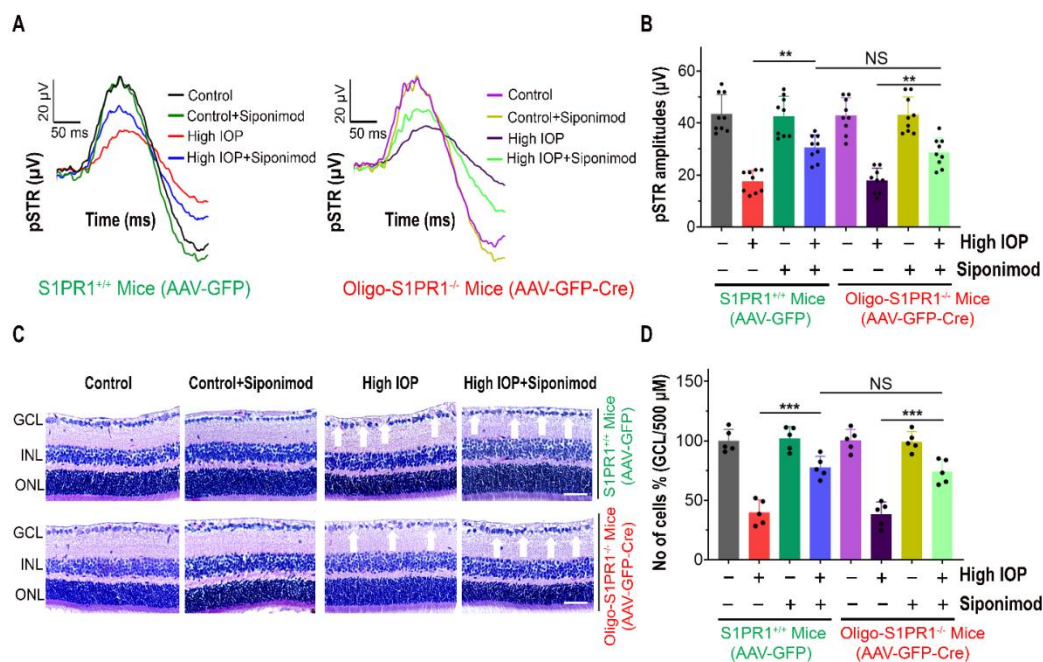 A
20 µV
50 ms
Control
Control+Siponimod
High IOP
High IOP+Siponimod
pSTR (µV)
Time (ms)
S1PR1+/+ Mice (AAV-GFP)
20 µV
50 ms
Control
Control+Siponimod
High IOP
High IOP+Siponimod
pSTR (µV)
Time (ms)
Oligo-S1PR1-/- Mice (AAV-GFP-Cre)
B
pSTR amplitudes (µV)
60
40
20
0
**
NS
**
− + − + − + − + High IOP
− − + + − − + + Siponimod
S1PR1+/+ Mice
(AAV-GFP)
Oligo-S1PR1-/- Mice
(AAV-GFP-Cre)
C
Control
Control+Siponimod
High IOP
High IOP+Siponimod
GCL
INL
ONL
S1PR1+/+ Mice
(AAV-GFP)
GCL
INL
ONL
Oligo-S1PR1-/- Mice
(AAV-GFP-Cre)
D
No of cells % (GCL/500 µM)
150
100
50
0
***
NS
***
− + − + − + − + High IOP
− − + + − − + + Siponimod
S1PR1+/+ Mice
(AAV-GFP)
Oligo-S1PR1-/- Mice
(AAV-GFP-Cre)